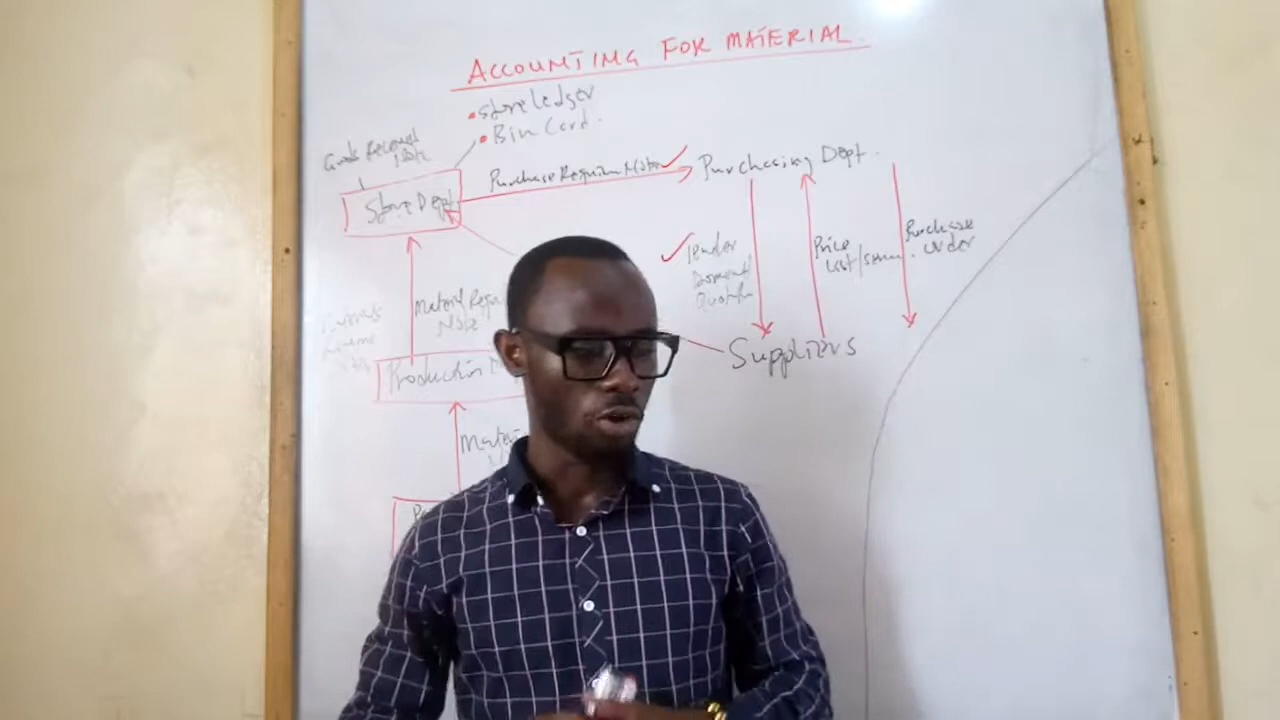 ACCOUNTING FOR MATERIAL
• Store Ledger
• Bin Card.
Goods Received
Note
Purchase Requisition Note
Purchasing Dept.
Store Dept
Tender
Document/
Quotation
Price
List/
Purchase
Order
Material
Note
Suppliers
Production